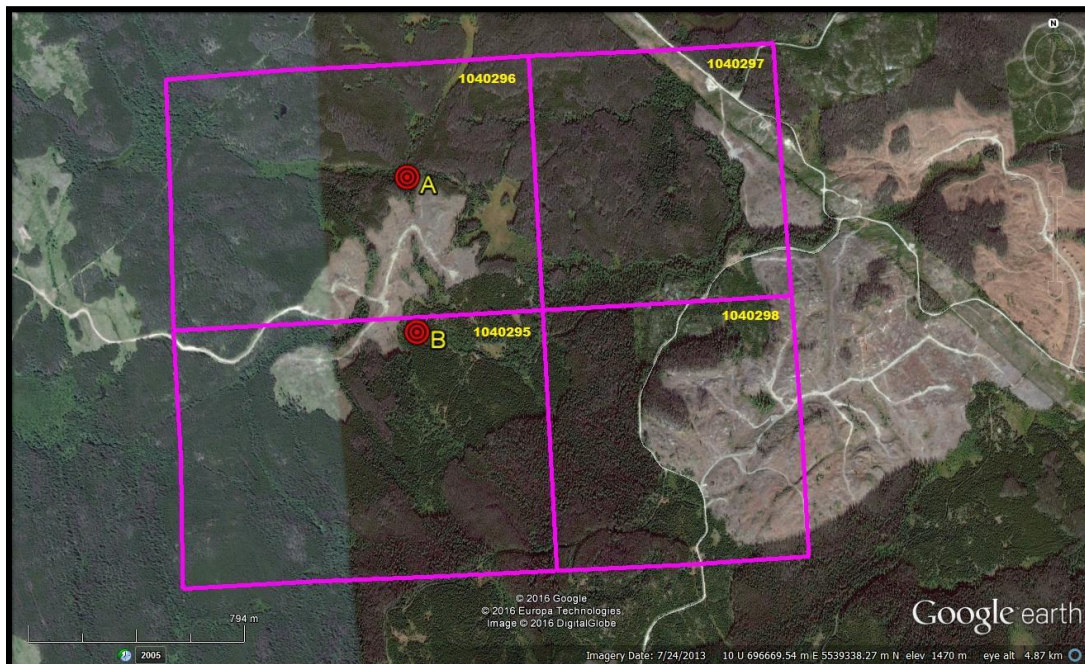 N
1040296
1040297
A
B
1040295
1040298
© 2016 Google
© 2016 Europa Technologies
Image © 2016 DigitalGlobe
Google earth
794 m
2005
Imagery Date: 7/24/2013 10 U 696669.54 m E 5539338.27 m N elev 1470 m eye alt 4.87 km